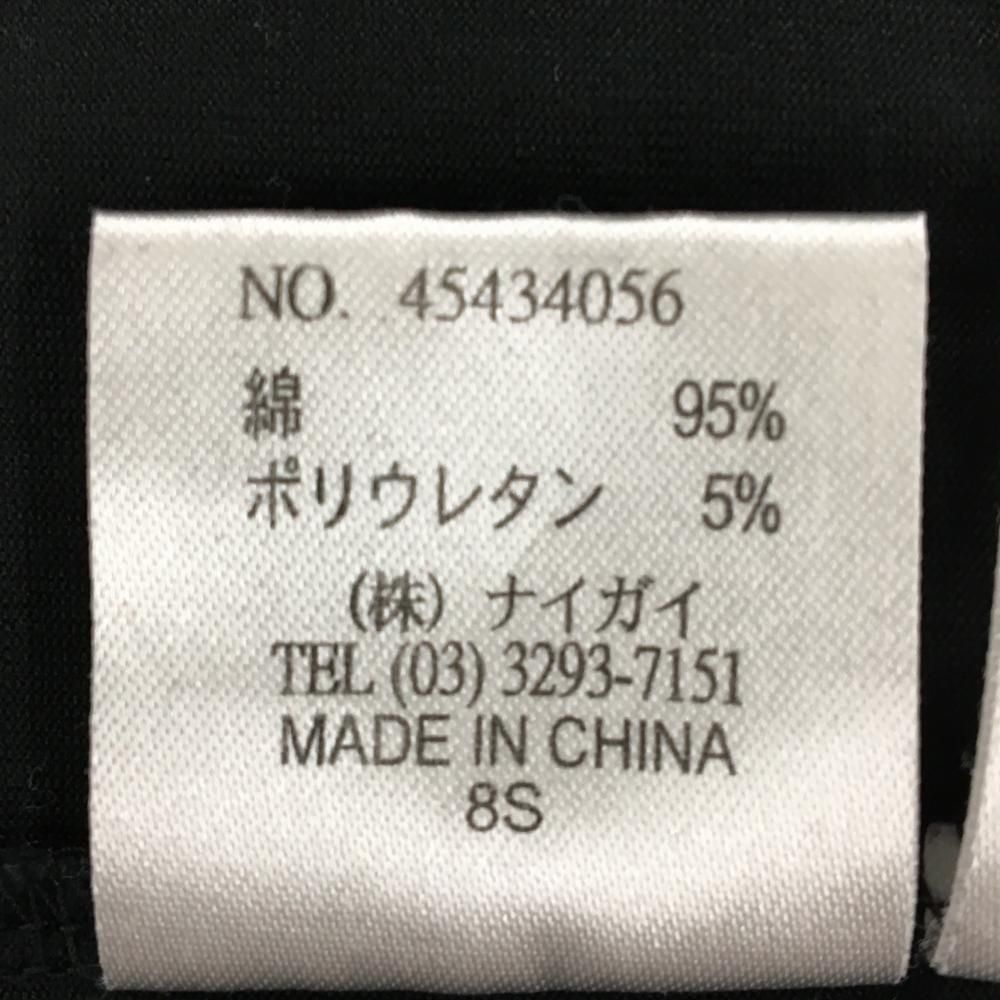 NO. 45434056
綿 95%
ポリウレタン 5%
(株) ナイガイ
TEL (03) 3293-7151
MADE IN CHINA
8S